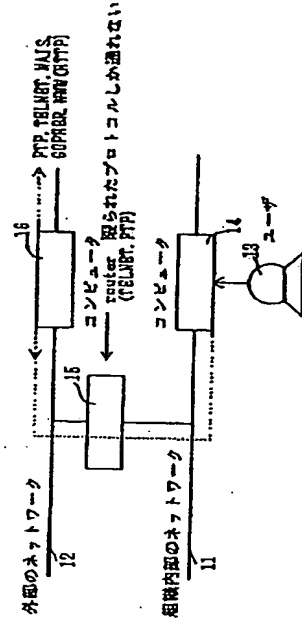 外部のネットワーク
12
16
FTP, TELNET, WAIS,
GOPHER, WWW(HTTP)
コンピュータ
15
router 限られたプロトコルしか通れない
(TELNET, FTP)
組織内部のネットワーク
11
コンピュータ
14
13
ユーザ